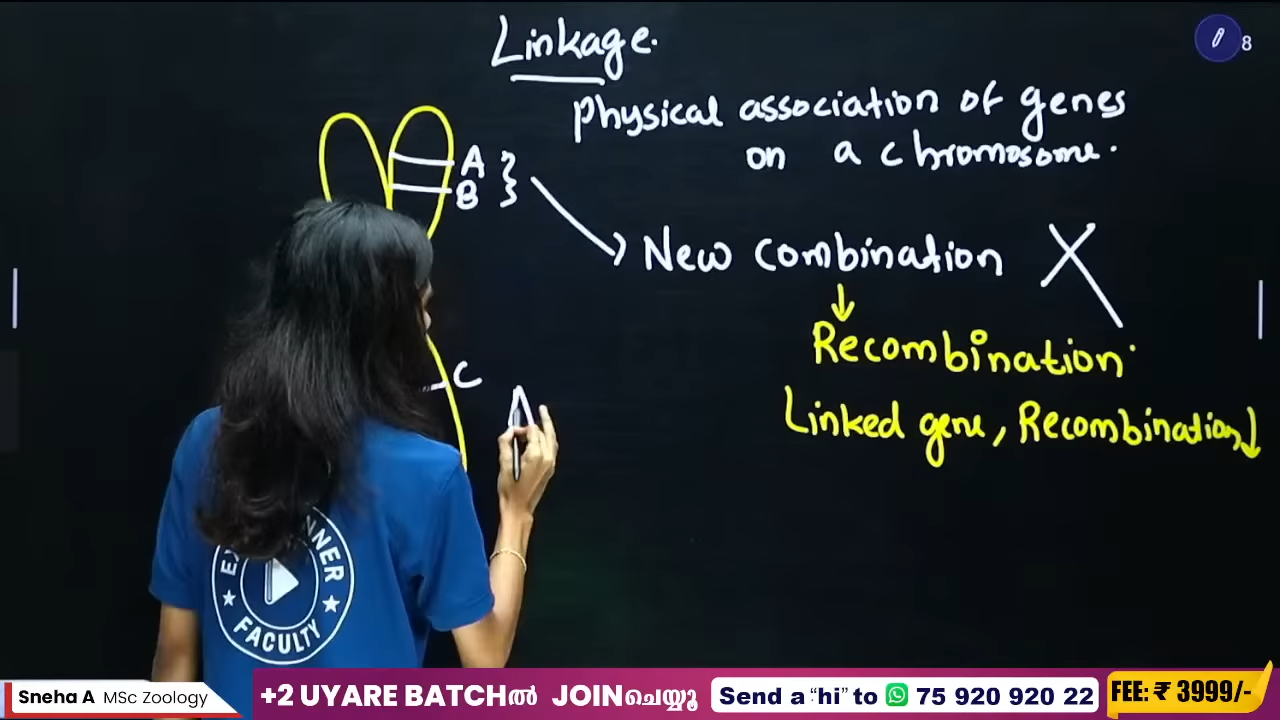 Linkage.
8
Physical association of genes
on a chromosome.
A
B
New combination
Recombination
Linked gene, Recombination↓
C
A
FACULTY
Sneha A MSc Zoology
+2 UYARE BATCHൽ JOINചെയ്യൂ
Send a "hi" to 75 920 920 22
FEE: ₹ 3999/-